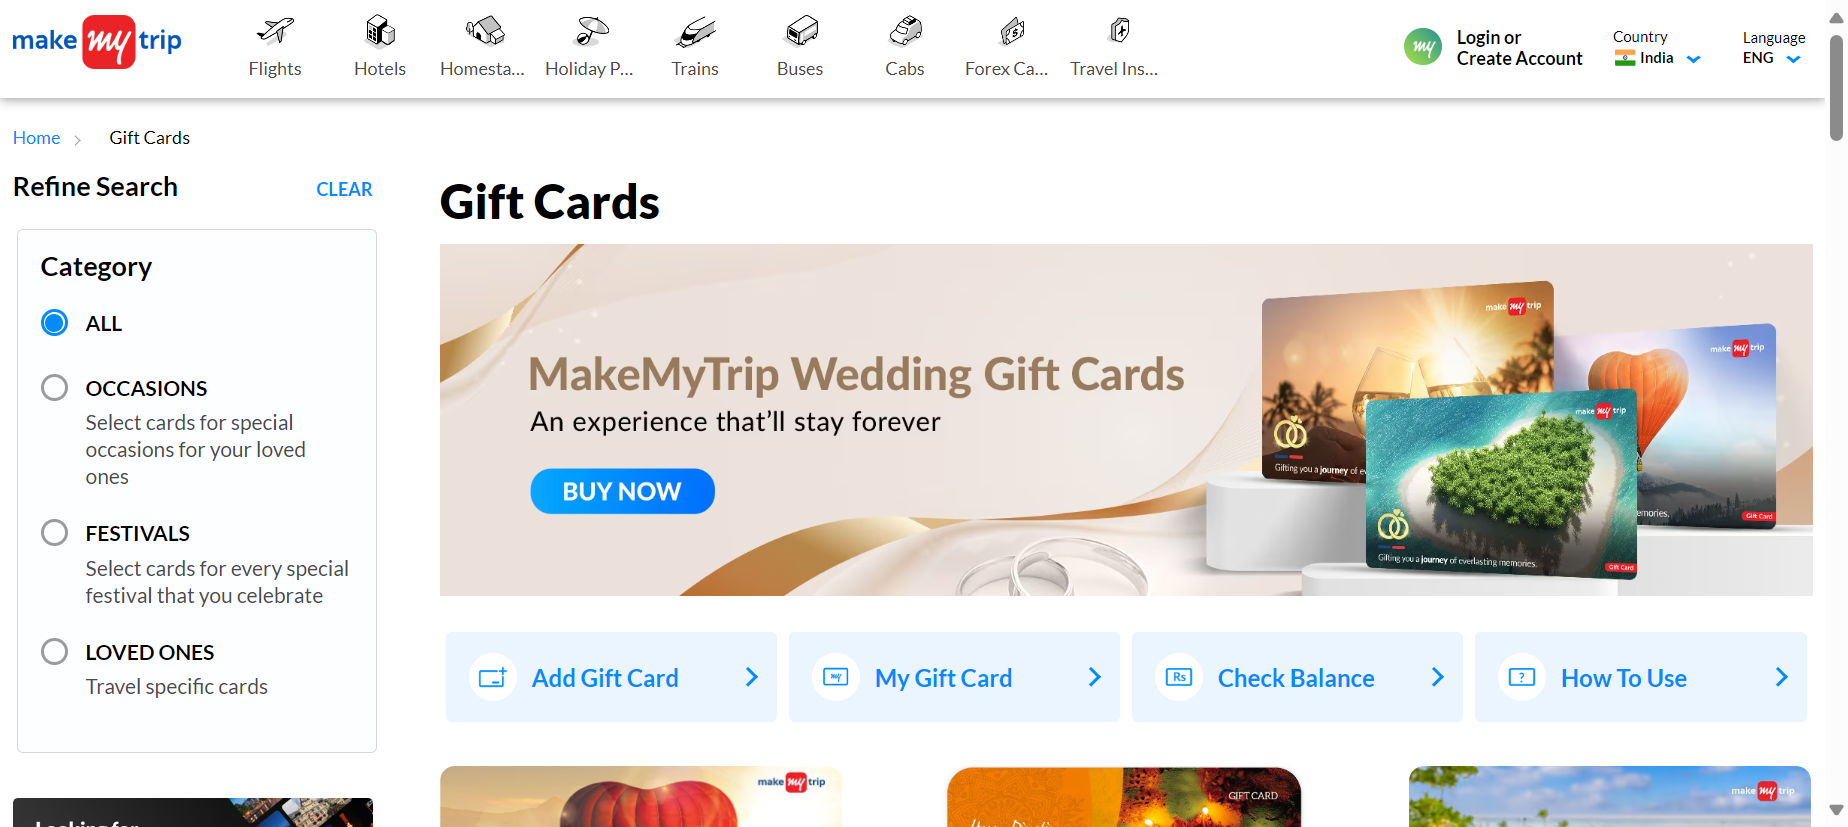 make my trip
Flights
Hotels
Homesta...
Holiday P...
Trains
Buses
Cabs
Forex Ca...
Travel Ins...
my
Login or
Create Account
Country
India
Language
ENG
Home
Gift Cards
Refine Search
CLEAR
Category
ALL
OCCASIONS
Select cards for special
occasions for your loved
ones
FESTIVALS
Select cards for every special
festival that you celebrate
LOVED ONES
Travel specific cards
Looking for
Gift Cards
MakeMyTrip Wedding Gift Cards
An experience that'll stay forever
BUY NOW
make my trip
Gifting you a journey of e
make my trip
emories.
Gift Card
make my trip
Gifting you a journey of everlasting memories.
Gift Card
Add Gift Card
my
My Gift Card
Rs
Check Balance
?
How To Use
make my trip
GIFT CARD
make my trip